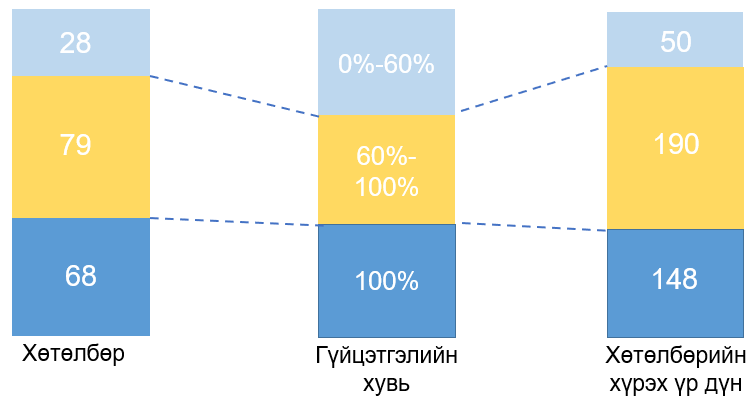 28
79
68
Хөтөлбөр
0%-60%
60%-
100%
100%
Гүйцэтгэлийн
хувь
50
190
148
Хөтөлбөрийн
хүрэх үр дүн